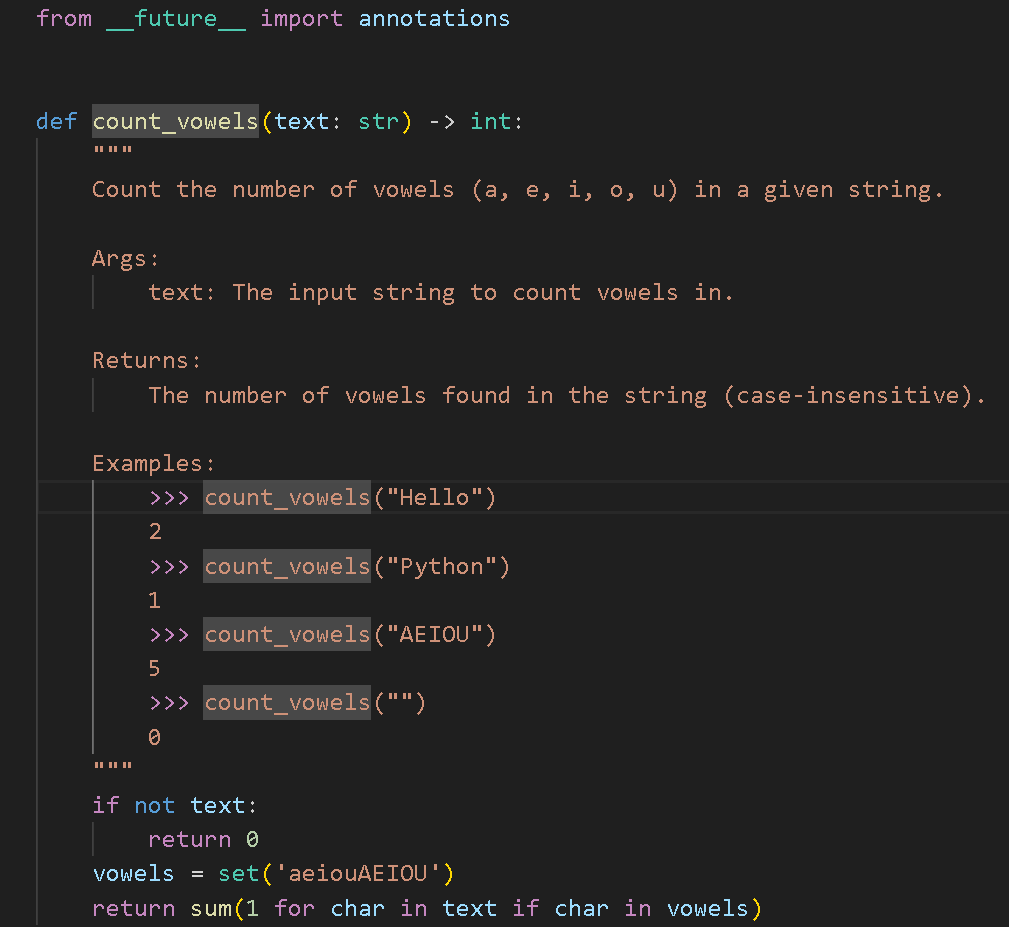 from __future__ import annotations
def count_vowels(text: str) -> int:
    """
    Count the number of vowels (a, e, i, o, u) in a given string.
    Args:
        text: The input string to count vowels in.
    Returns:
        The number of vowels found in the string (case-insensitive).
    Examples:
        >>> count_vowels("Hello")
        2
        >>> count_vowels("Python")
        1
        >>> count_vowels("AEIOU")
        5
        >>> count_vowels("")
        0
    """
    if not text:
        return 0
    vowels = set('aeiouAEIOU')
    return sum(1 for char in text if char in vowels)